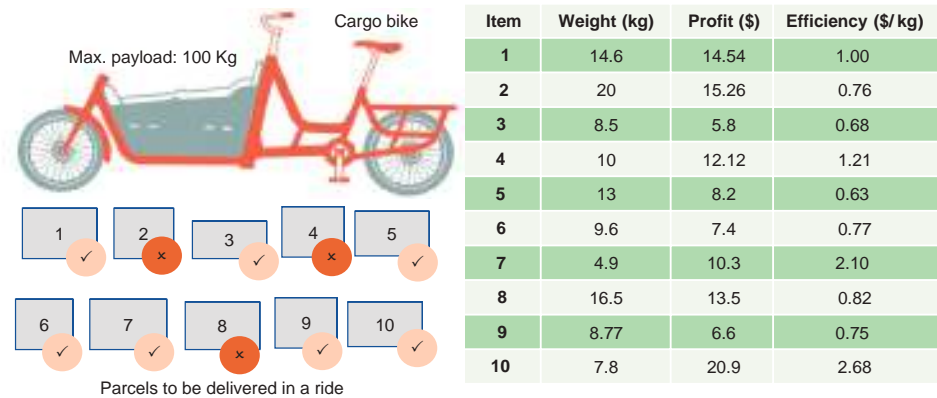 Cargo bike
Max. payload: 100 Kg
1 ✓ 2 × 3 ✓ 4 × 5 ✓
6 ✓ 7 ✓ 8 × 9 ✓ 10 ✓
Parcels to be delivered in a ride
Item Weight (kg) Profit ($) Efficiency ($/kg)
1 14.6 14.54 1.00
2 20 15.26 0.76
3 8.5 5.8 0.68
4 10 12.12 1.21
5 13 8.2 0.63
6 9.6 7.4 0.77
7 4.9 10.3 2.10
8 16.5 13.5 0.82
9 8.77 6.6 0.75
10 7.8 20.9 2.68